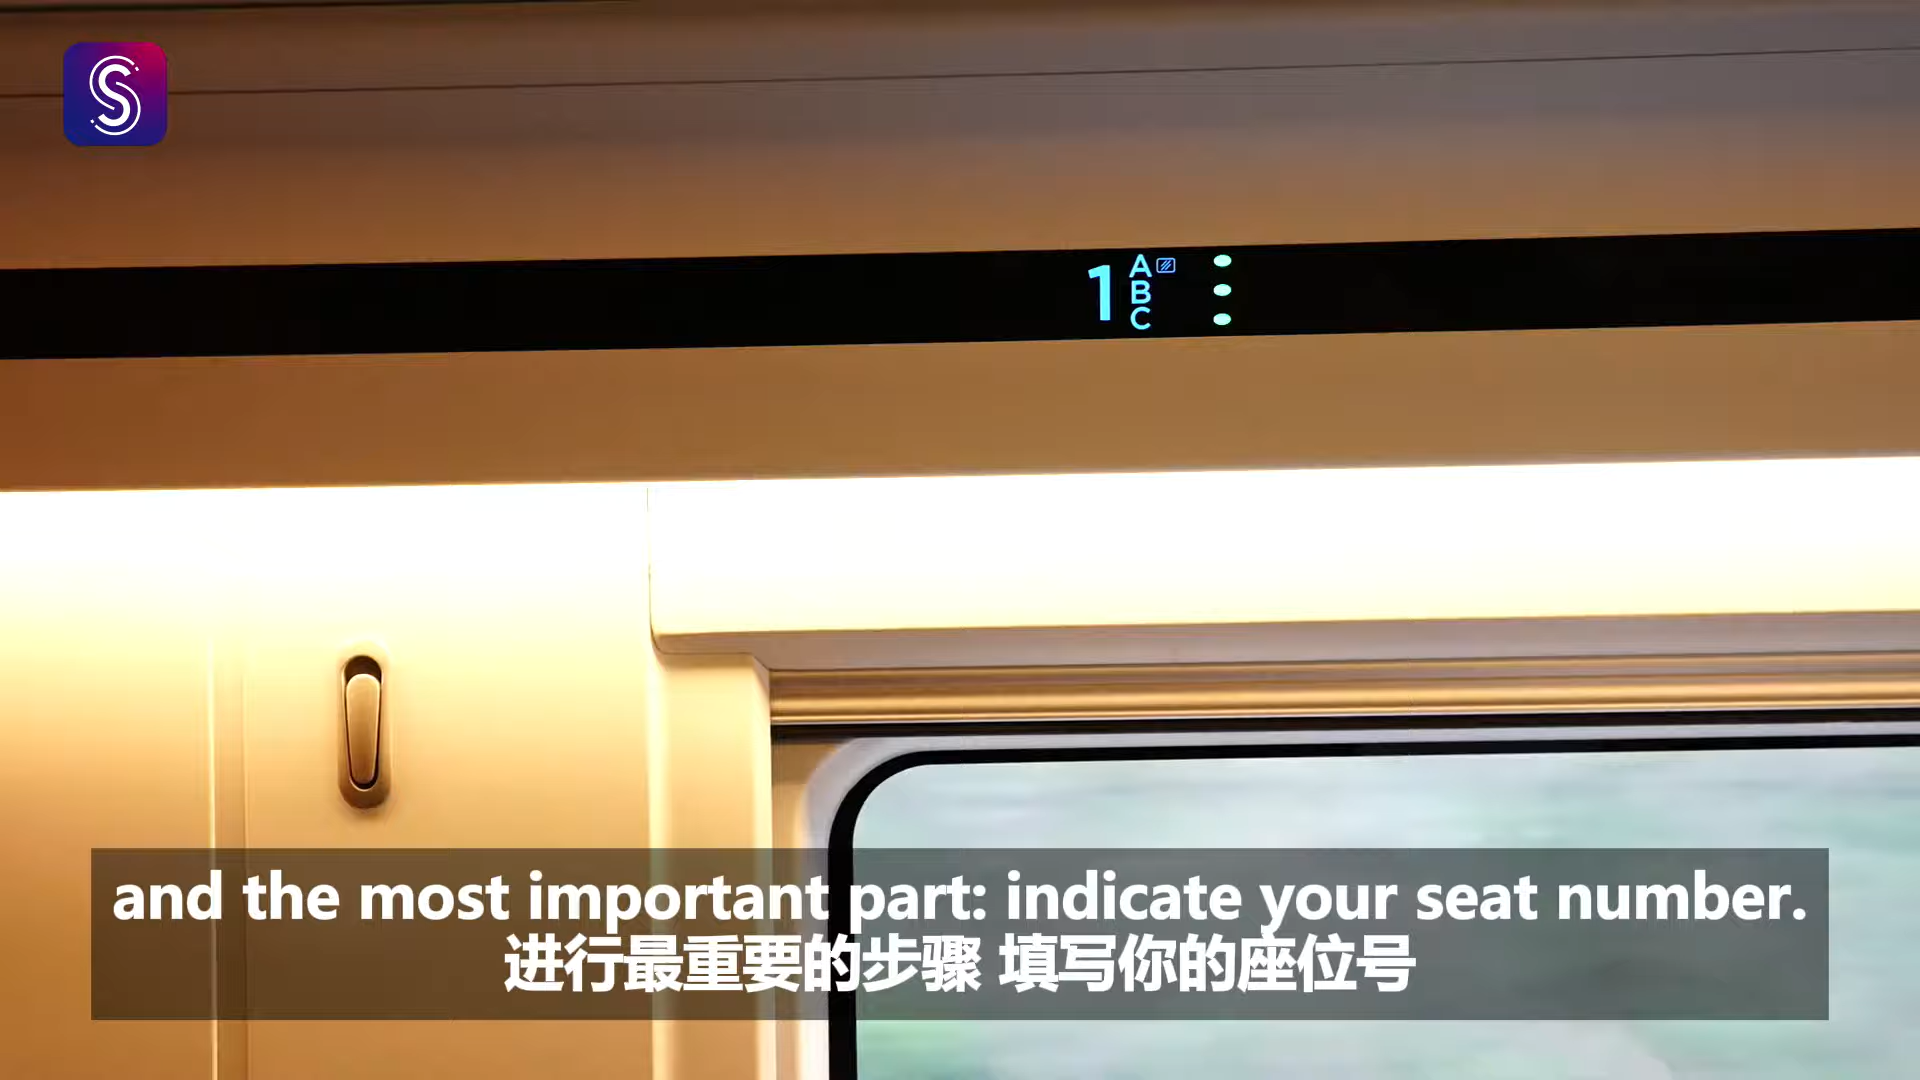 S
1 A
B
C
and the most important part: indicate your seat number.
进行最重要的步骤 填写你的座位号